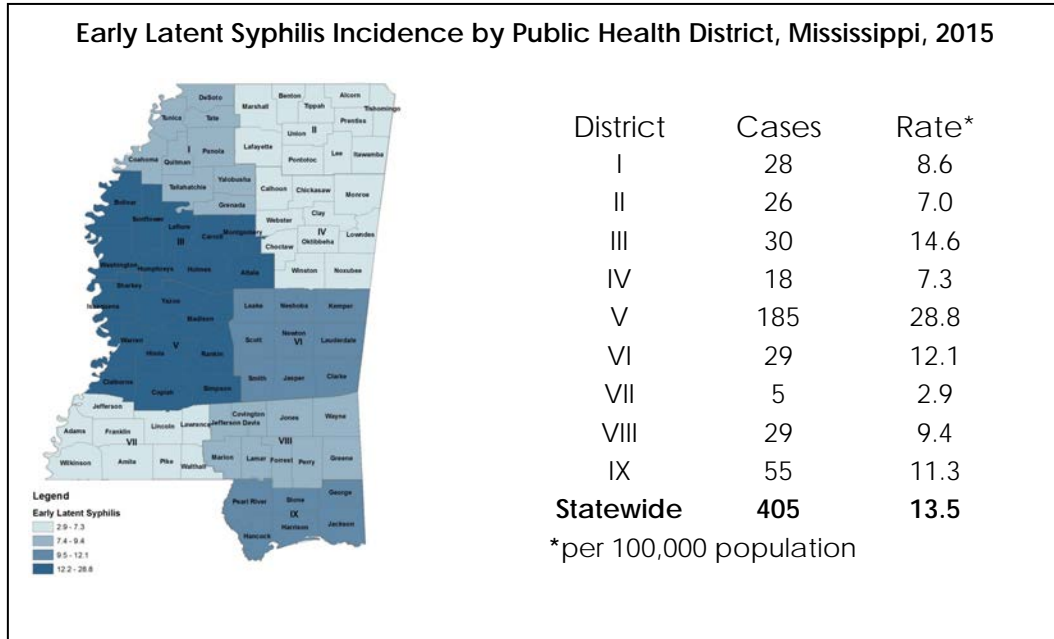 Early Latent Syphilis Incidence by Public Health District, Mississippi, 2015
DeSoto
Benton
Alcorn
Marshall
Tippah
Tishomingo
Tunica
Tate
Prentiss
Union
II
Lafayette
I
Panola
Lee
Itawamba
Coahoma
Quitman
Pontotoc
Yalobusha
Tallahatchie
Calhoun
Chickasaw
Monroe
Bolivar
Grenada
Sunflower
Leflore
Clay
Webster
Carroll
Montgomery
IV
Lowndes
III
Oktibbeha
Choctaw
Washington
Humphreys
Holmes
Attala
Winston
Noxubee
Sharkey
Yazoo
Leake
Neshoba
Kemper
Madison
Newton
Warren
Scott
VI
Lauderdale
V
Hinds
Rankin
Smith
Jasper
Clarke
Claiborne
Copiah
Simpson
Jefferson
Covington
Jones
Wayne
Adams
Franklin
Lincoln
Lawrence
Jefferson Davis
VII
VIII
Wilkinson
Amite
Pike
Walthall
Marion
Lamar
Forrest
Perry
Greene
George
Pearl River
Stone
IX
Harrison
Jackson
Hancock
Legend
Early Latent Syphilis
2.9 - 7.3
7.4 - 9.4
9.5 - 12.1
12.2 - 28.8
District Cases Rate*
I 28 8.6
II 26 7.0
III 30 14.6
IV 18 7.3
V 185 28.8
VI 29 12.1
VII 5 2.9
VIII 29 9.4
IX 55 11.3
Statewide 405 13.5
*per 100,000 population